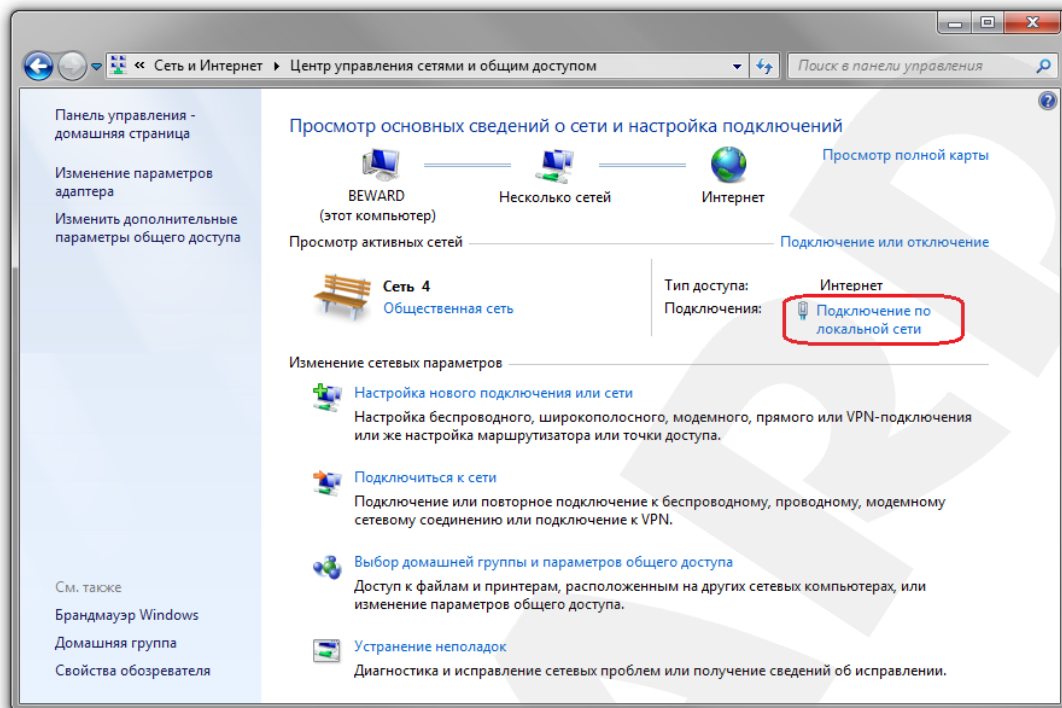 « Сеть и Интернет ▸ Центр управления сетями и общим доступом
Поиск в панели управления
Панель управления -
домашняя страница
Изменение параметров
адаптера
Изменить дополнительные
параметры общего доступа
См. также
Брандмауэр Windows
Домашняя группа
Свойства обозревателя
Просмотр основных сведений о сети и настройка подключений
Просмотр полной карты
BEWARD
(этот компьютер)
Несколько сетей
Интернет
Просмотр активных сетей
Подключение или отключение
Сеть 4
Общественная сеть
Тип доступа: Интернет
Подключения: Подключение по
локальной сети
Изменение сетевых параметров
Настройка нового подключения или сети
Настройка беспроводного, широкополосного, модемного, прямого или VPN-подключения
или же настройка маршрутизатора или точки доступа.
Подключиться к сети
Подключение или повторное подключение к беспроводному, проводному, модемному
сетевому соединению или подключение к VPN.
Выбор домашней группы и параметров общего доступа
Доступ к файлам и принтерам, расположенным на других сетевых компьютерах, или
изменение параметров общего доступа.
Устранение неполадок
Диагностика и исправление сетевых проблем или получение сведений об исправлении.